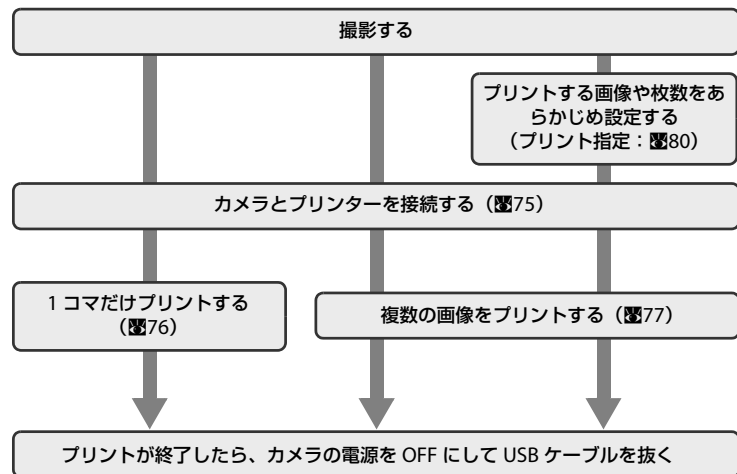 撮影する
プリントする画像や枚数をあ
らかじめ設定する
(プリント指定:80)
カメラとプリンターを接続する(75)
1 コマだけプリントする
(76)
複数の画像をプリントする(77)
プリントが終了したら、カメラの電源を OFF にして USB ケーブルを抜く